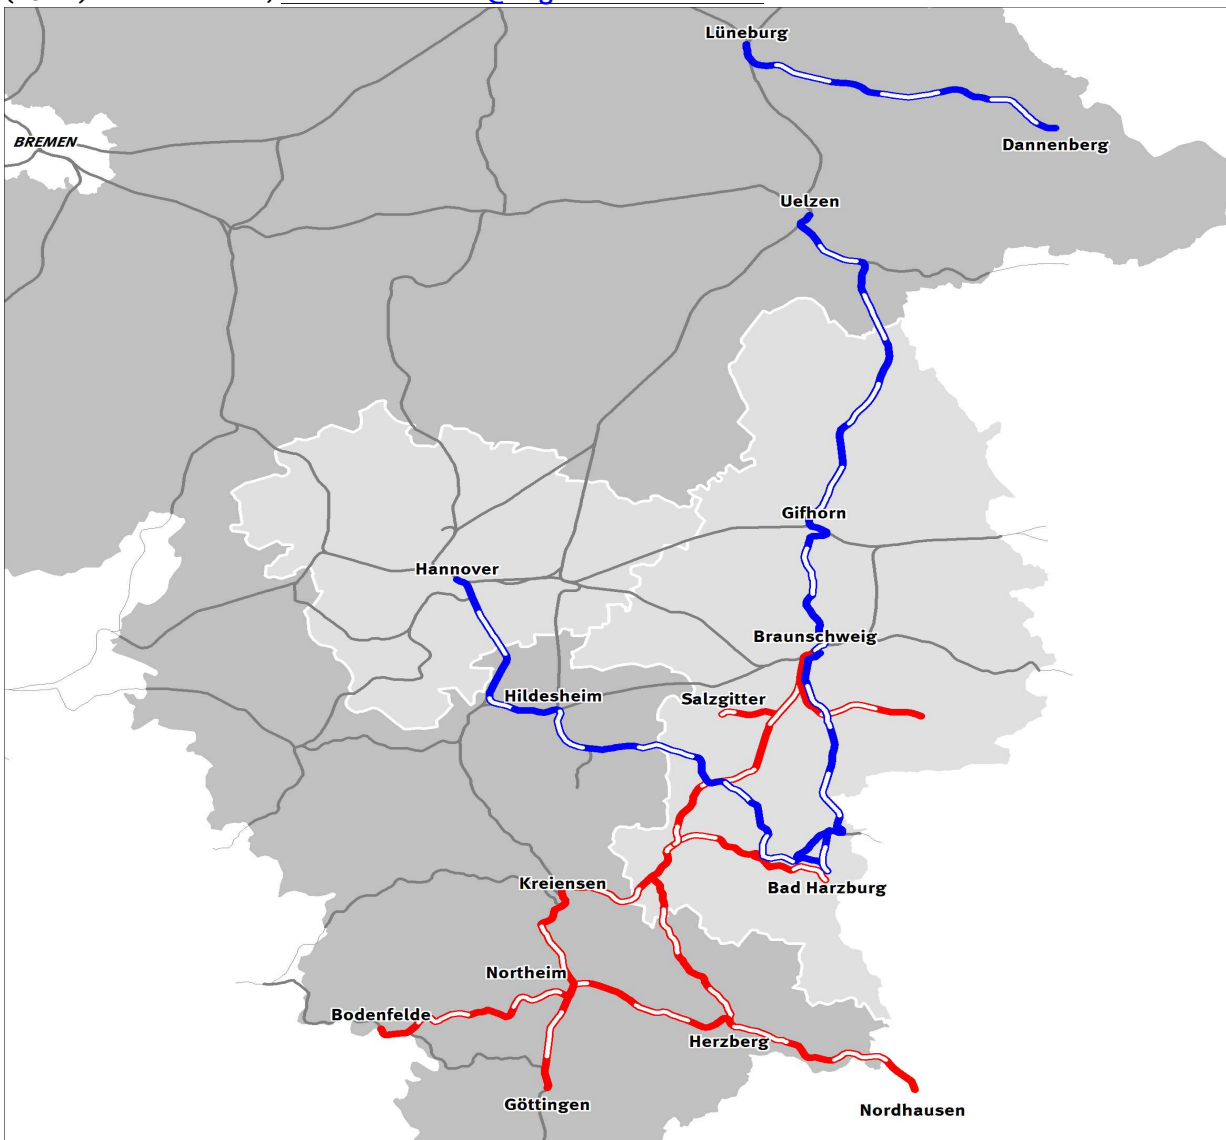 Lüneburg
BREMEN
Dannenberg
Uelzen
Gifhorn
Hannover
Braunschweig
Hildesheim
Salzgitter
Kreiensen
Bad Harzburg
Northeim
Bodenfelde
Herzberg
Göttingen
Nordhausen